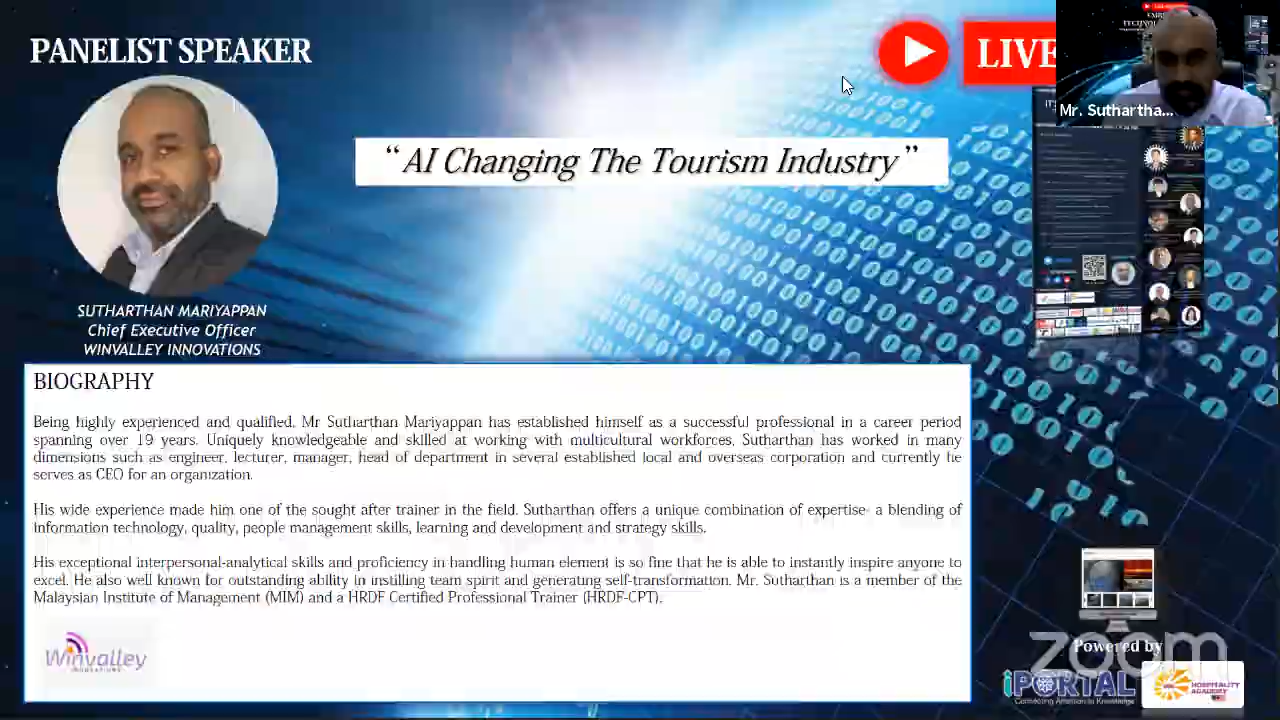 PANELIST SPEAKER
LIVE
Mr. Suthartha...
“AI Changing The Tourism Industry”
SUTHARTHAN MARIYAPPAN
Chief Executive Officer
WINVALLEY INNOVATIONS
BIOGRAPHY
Being highly experienced and qualified, Mr Sutharthan Mariyappan has established himself as a successful professional in a career period
spanning over 19 years. Uniquely knowledgeable and skilled at working with multicultural workforces, Sutharthan has worked in many
dimensions such as engineer, lecturer, manager, head of department in several established local and overseas corporation and currently he
serves as CEO for an organization.
His wide experience made him one of the sought after trainer in the field. Sutharthan offers a unique combination of expertise- a blending of
information technology, quality, people management skills, learning and development and strategy skills.
His exceptional interpersonal-analytical skills and proficiency in handling human element is so fine that he is able to instantly inspire anyone to
excel. He also well known for outstanding ability in instilling team spirit and generating self-transformation. Mr. Sutharthan is a member of the
Malaysian Institute of Management (MIM) and a HRDF Certified Professional Trainer (HRDF-CPT).
Winvalley
INNOVATIONS
zoom
Powered by
iPORTAL
HOSPITALITY
ACADEMY